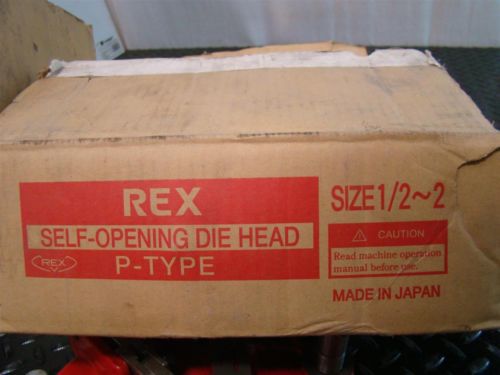 REX
SELF-OPENING DIE HEAD
REX
P-TYPE
SIZE 1/2~2
CAUTION
Read machine operation
manual before use.
MADE IN JAPAN